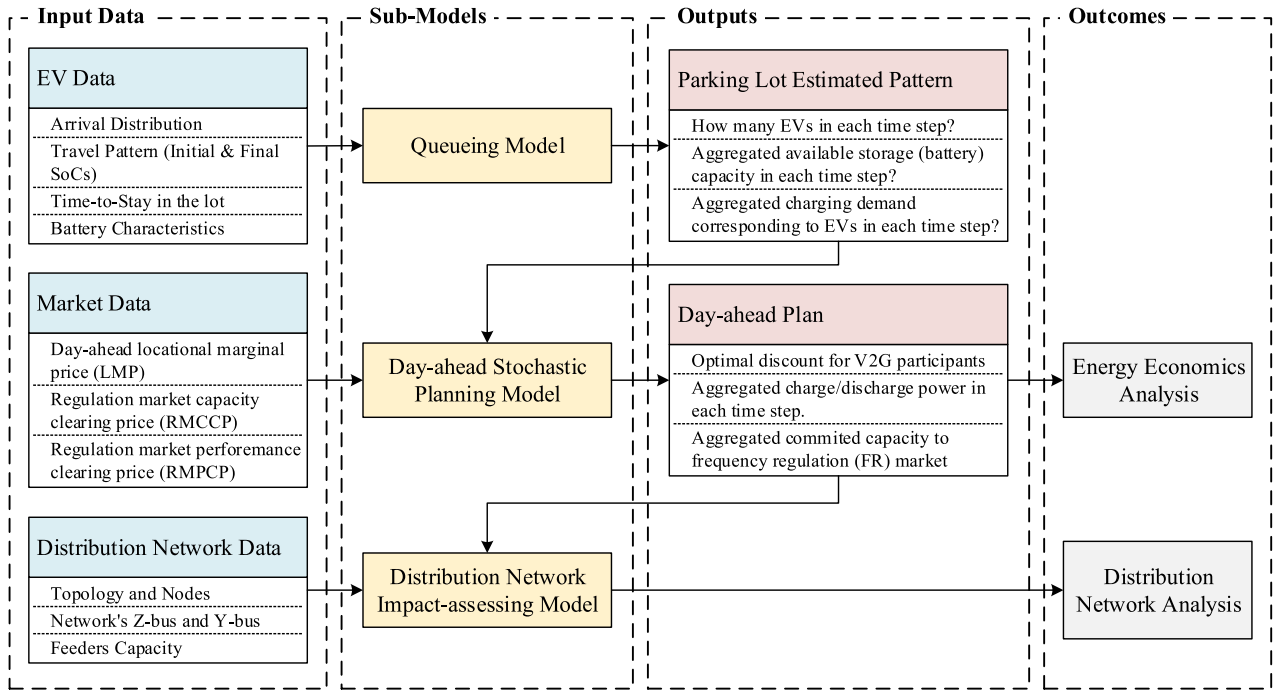 Input Data
Sub-Models
Outputs
Outcomes
EV Data
Arrival Distribution
Travel Pattern (Initial & Final
SoCs)
Time-to-Stay in the lot
Battery Characteristics
Queueing Model
Parking Lot Estimated Pattern
How many EVs in each time step?
Aggregated available storage (battery)
capacity in each time step?
Aggregated charging demand
corresponding to EVs in each time step?
Market Data
Day-ahead locational marginal
price (LMP)
Regulation market capacity
clearing price (RMCCP)
Regulation market perforemance
clearing price (RMPCP)
Day-ahead Stochastic
Planning Model
Day-ahead Plan
Optimal discount for V2G participants
Aggregated charge/discharge power in
each time step.
Aggregated commited capacity to
frequency regulation (FR) market
Energy Economics
Analysis
Distribution Network Data
Topology and Nodes
Network's Z-bus and Y-bus
Feeders Capacity
Distribution Network
Impact-assessing Model
Distribution
Network Analysis